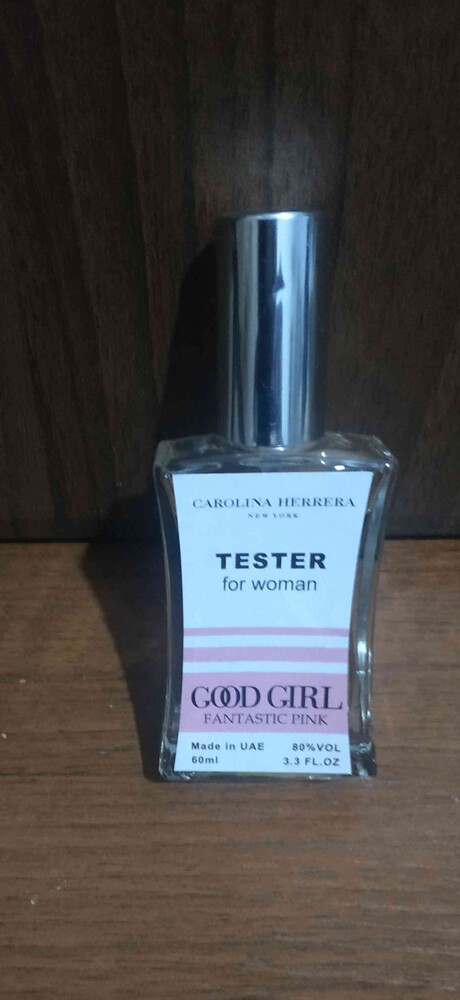 CAROLINA HERRERA
NEW YORK
TESTER
for woman
GOOD GIRL
FANTASTIC PINK
Made in UAE 80%VOL
60ml 3.3 FL.OZ